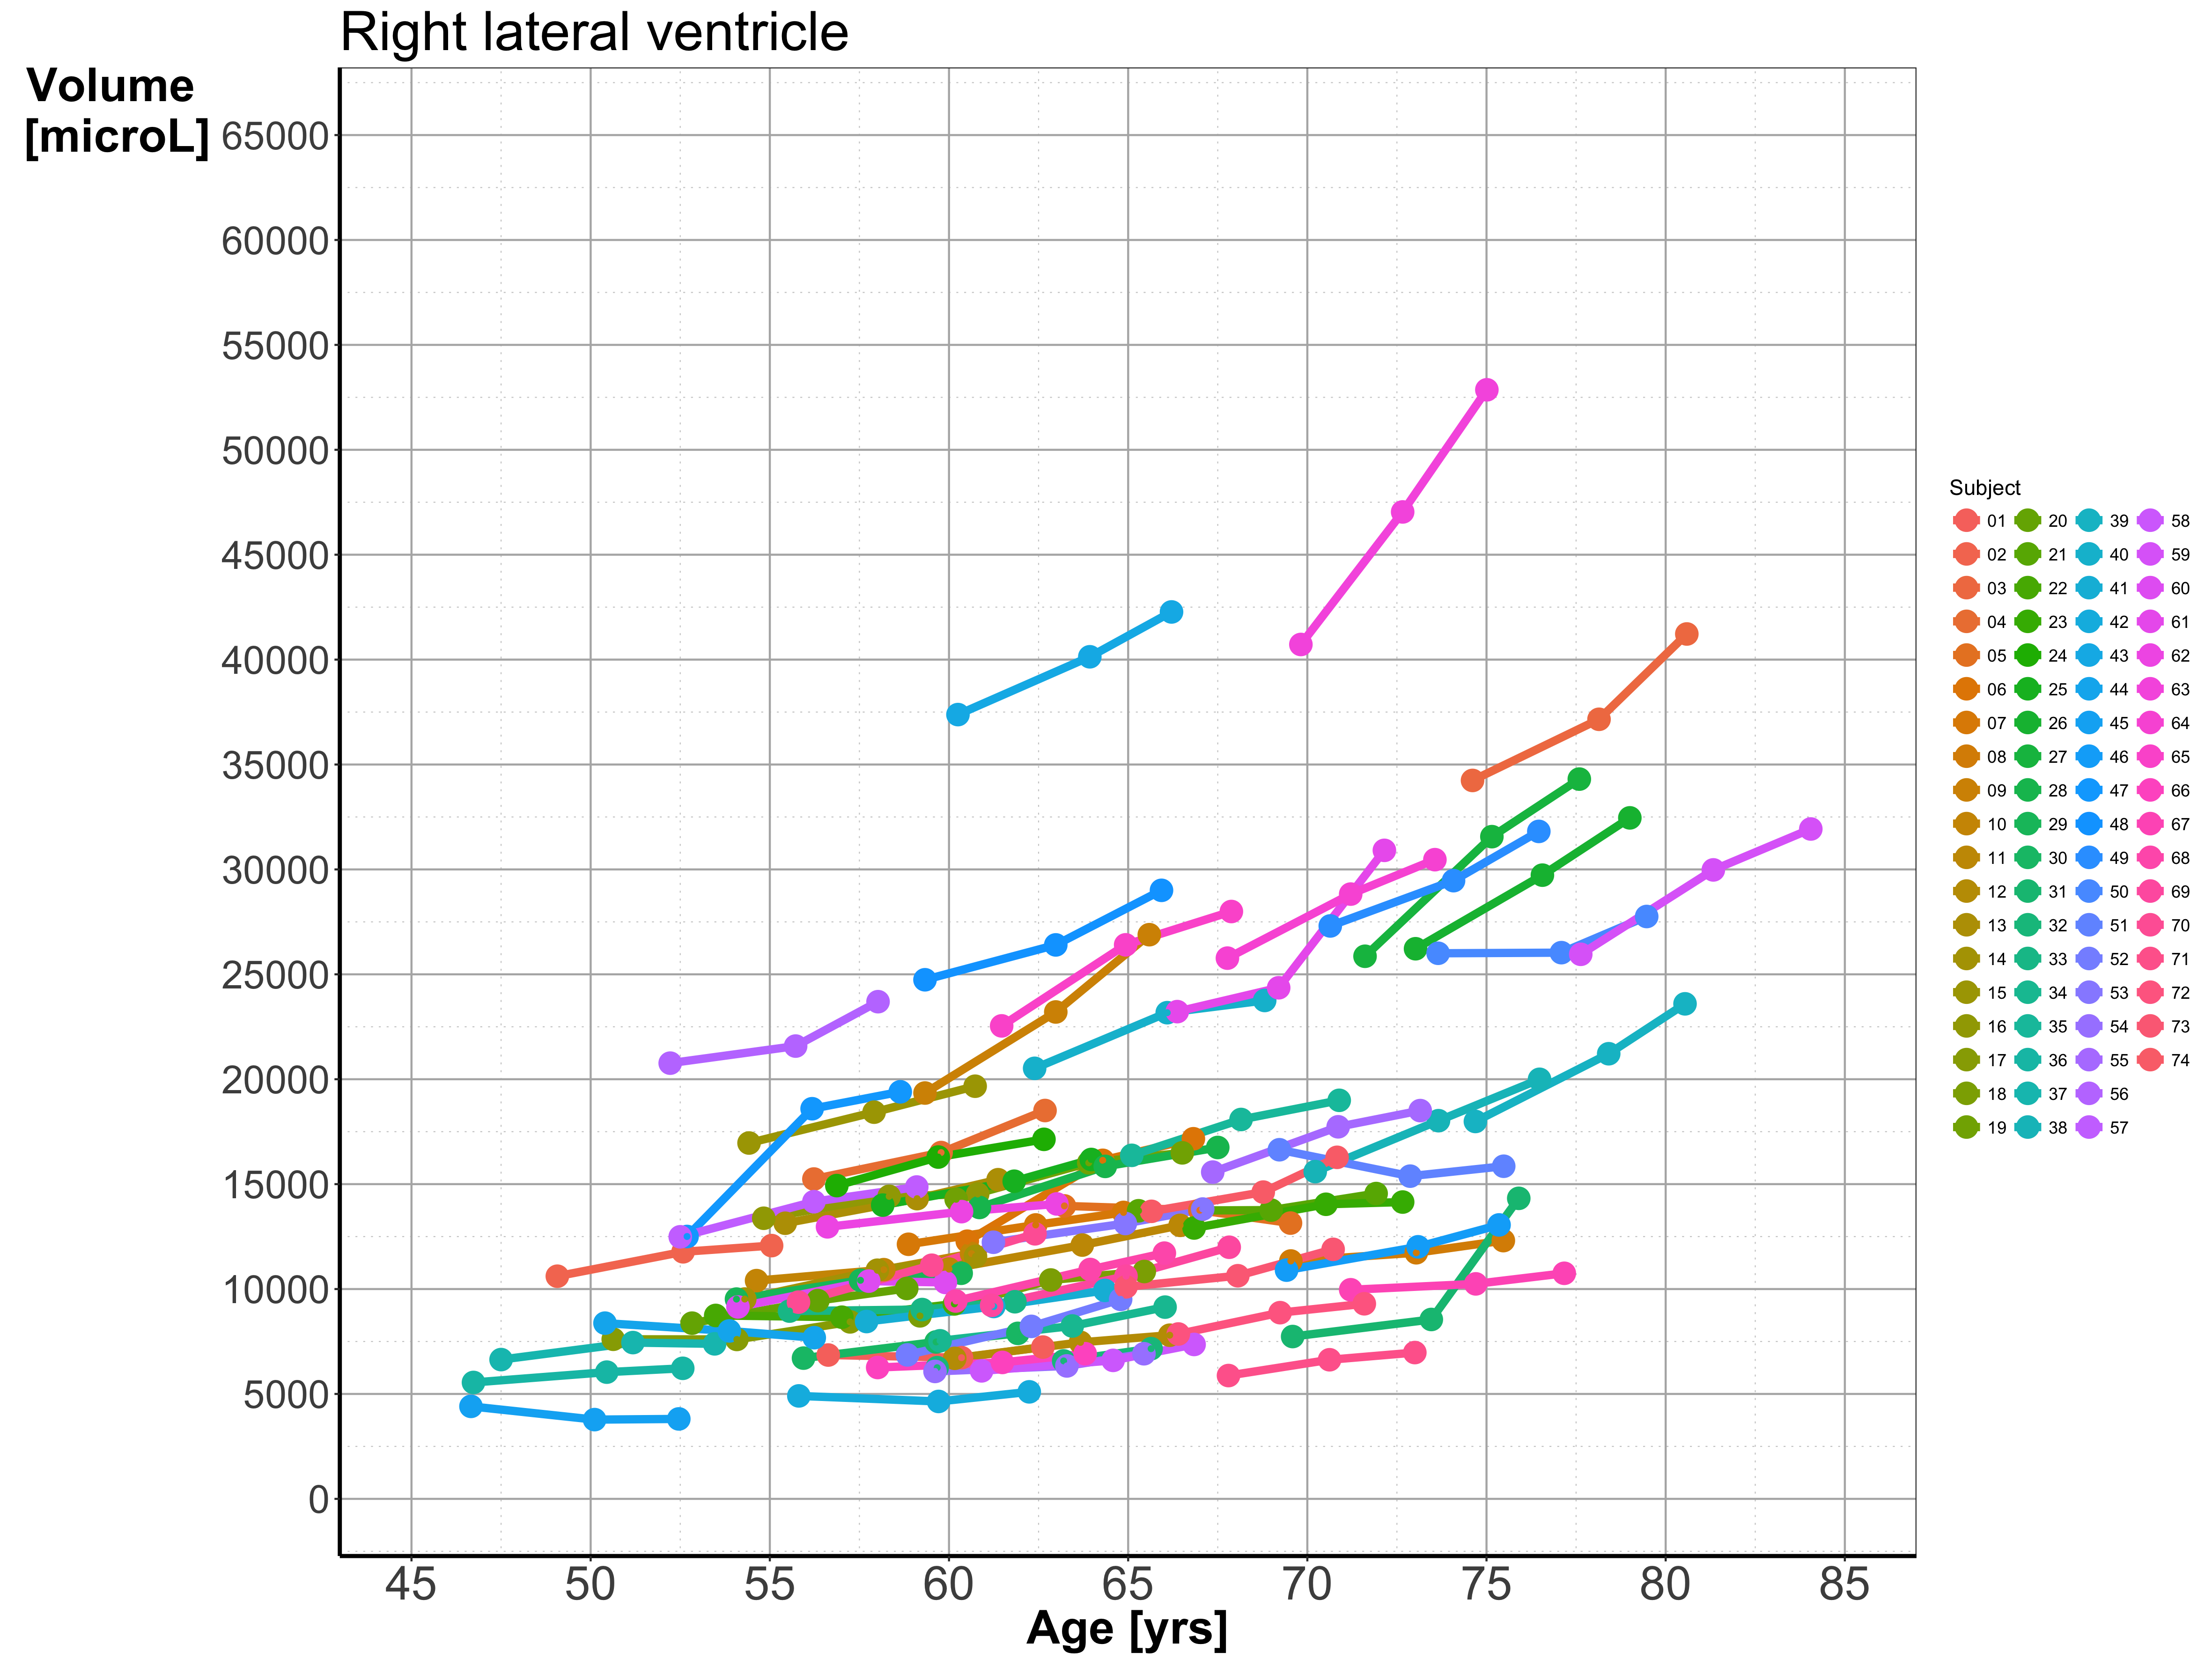 Right lateral ventricle
Volume
[microL]
65000
60000
55000
50000
45000
40000
35000
30000
25000
20000
15000
10000
5000
0
45 50 55 60 65 70 75 80 85
Age [yrs]
Subject
01 20 39 58
02 21 40 59
03 22 41 60
04 23 42 61
05 24 43 62
06 25 44 63
07 26 45 64
08 27 46 65
09 28 47 66
10 29 48 67
11 30 49 68
12 31 50 69
13 32 51 70
14 33 52 71
15 34 53 72
16 35 54 73
17 36 55 74
18 37 56
19 38 57